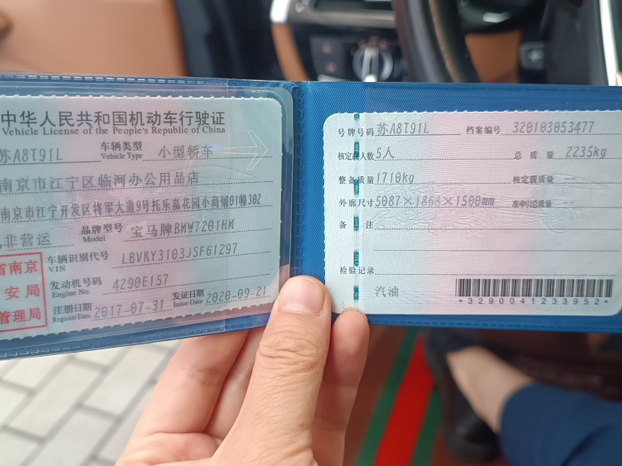 中华人民共和国机动车行驶证
Vehicle License of the People's Republic of China
苏A8T91L 车辆类型 小型轿车
Vehicle Type
南京市江宁区临河办公用品店
南京市江宁开发区将军大道9号托乐嘉花园小商铺01幢302
非营运 品牌型号 宝马牌BMW7201HM
Model
车辆识别代号 LBVKY3103JSF61297
VIN
省南京 发动机号码 4290E157
Engine No.
安局 注册日期 2017-07-31 发证日期 2020-09-21
管理局 Register Date Issue Date
号牌号码 苏A8T91L 档案编号 320103053477
核定载人数 5人 总质量 2235kg
整备质量 1710kg 核定载质量 --
外廓尺寸 5087×1868×1500mm 准牵引总质量 --
备注
检验记录
汽油
*3290041233952*